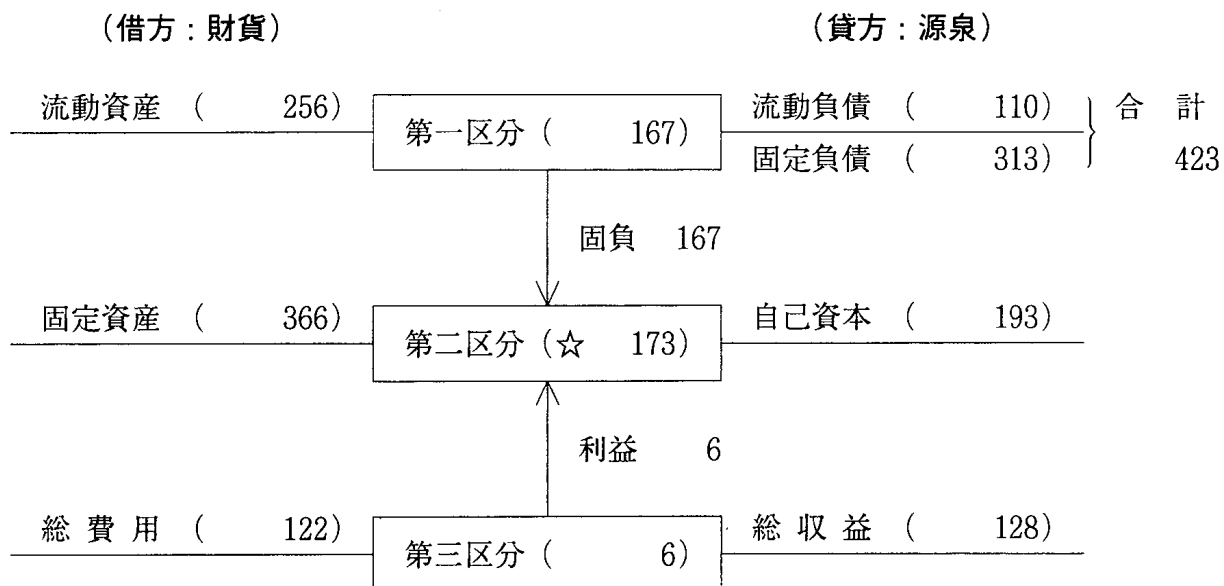 (借方:財貨) (貸方:源泉)
流動資産 ( 256) 第一区分 ( 167) 流動負債 ( 110) 合 計
固定負債 ( 313) 423
固負 167
固定資産 ( 366) 第二区分 (☆ 173) 自己資本 ( 193)
利益 6
総 費 用 ( 122) 第三区分 ( 6) 総 収 益 ( 128)